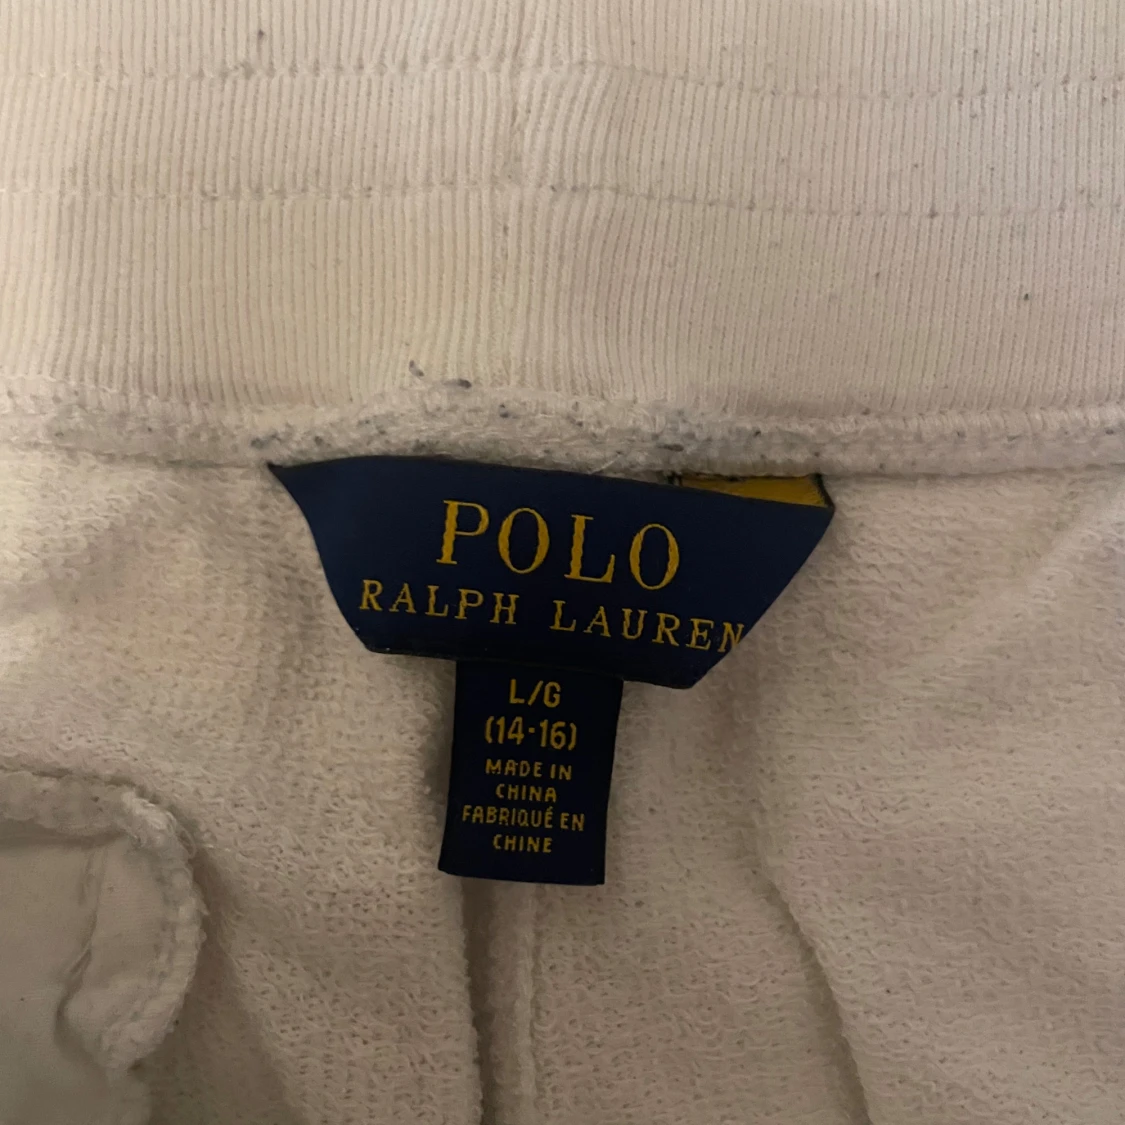 POLO
RALPH LAUREN
L/G
(14-16)
MADE IN
CHINA
FABRIQUÉ EN
CHINE